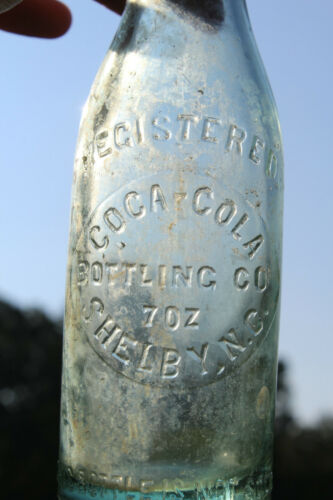 REGISTERED
COCA-COLA
BOTTLING CO
7OZ
SHELBY, N.C.